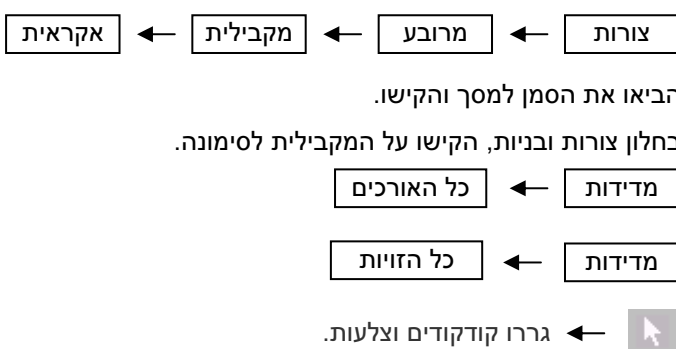 צורות ← מרובע ← מקבילית ← אקראית
הביאו את הסמן למסך והקישו.
בחלון צורות ובניות, הקישו על המקבילית לסימונה.
מדידות ← כל האורכים
מדידות ← כל הזויות
← גררו קודקודים וצלעות.